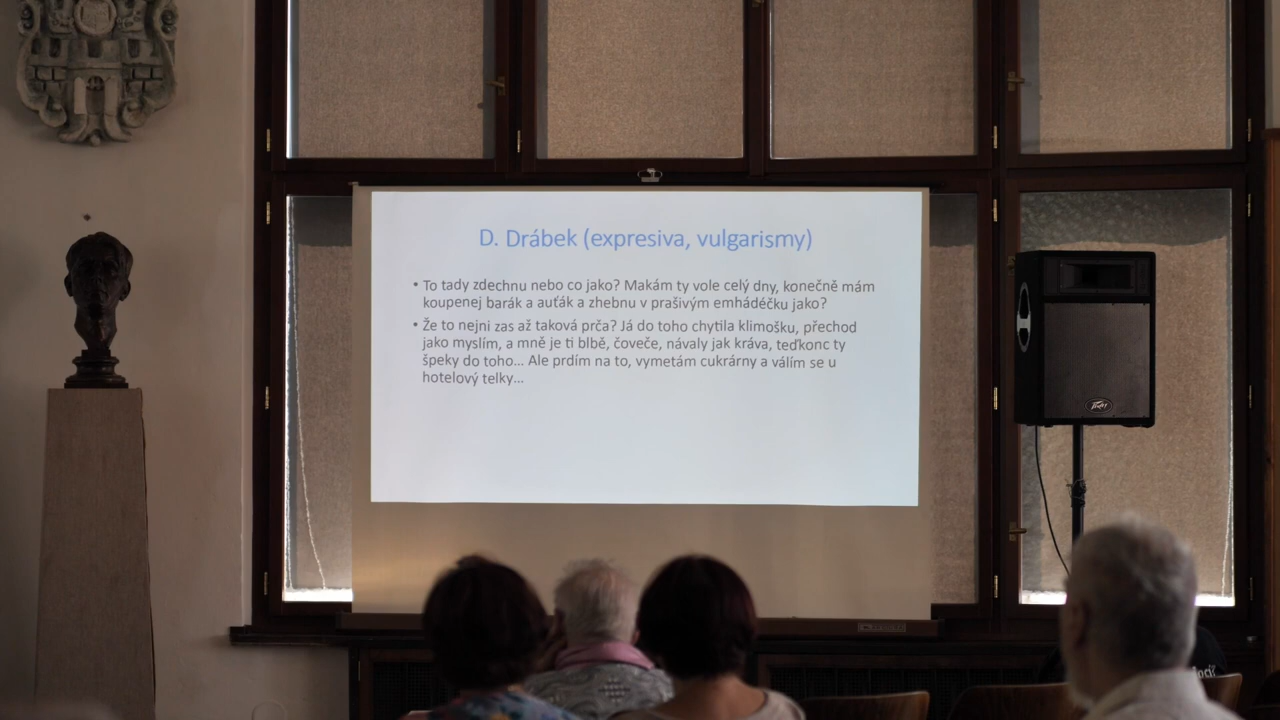 D. Drábek (expresiva, vulgarismy)
• To tady zdechnu nebo co jako? Makám ty vole celý dny, konečně mám
koupenej barák a auťák a zhebnu v prašivým emhádéčku jako?
• Že to nejni zas až taková prča? Já do toho chytila klimošku, přechod
jako myslím, a mně je ti blbě, čoveče, návaly jak kráva, teďkonc ty
špeky do toho... Ale prdím na to, vymetám cukrárny a válím se u
hotelový telky...
Peavey